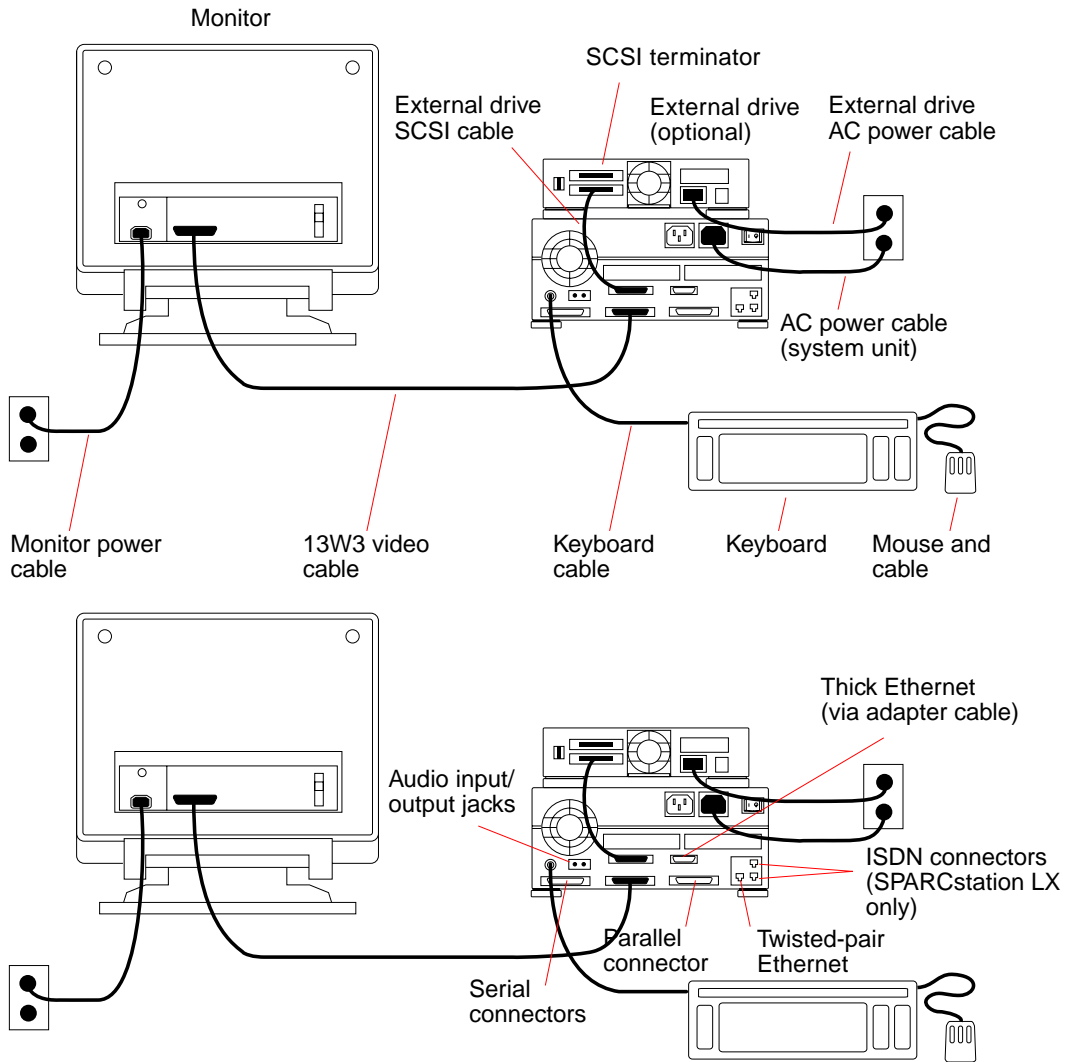 Monitor
SCSI terminator
External drive
SCSI cable
External drive
(optional)
External drive
AC power cable
AC power cable
(system unit)
Monitor power
cable
13W3 video
cable
Keyboard
cable
Keyboard
Mouse and
cable
Thick Ethernet
(via adapter cable)
Audio input/
output jacks
ISDN connectors
(SPARCstation LX
only)
Parallel
connector
Twisted-pair
Ethernet
Serial
connectors